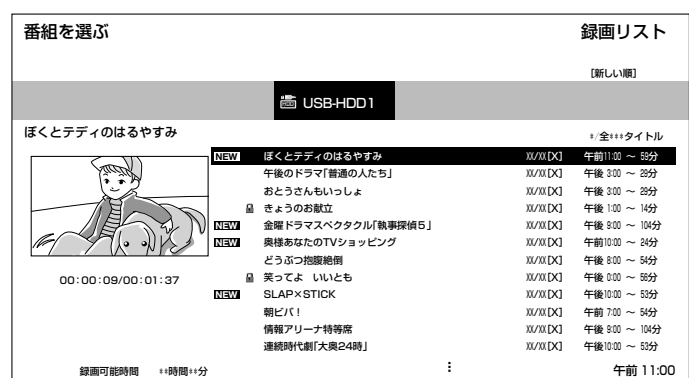 番組を選ぶ 録画リスト
[新しい順]
HDD USB-HDD1
ぼくとテディのはるやすみ */全***タイトル
NEW ぼくとテディのはるやすみ XX/XX[X] 午前11:00 ～ 59分
午後のドラマ「普通の人たち」 XX/XX[X] 午後 3:00 ～ 29分
おとうさんもいっしょ XX/XX[X] 午後 3:00 ～ 29分
きょうのお献立 XX/XX[X] 午後 1:00 ～ 14分
NEW 金曜ドラマスペクタクル「執事探偵5」 XX/XX[X] 午後 9:00 ～ 104分
NEW 奥様あなたのTVショッピング XX/XX[X] 午前10:00 ～ 24分
どうぶつ抱腹絶倒 XX/XX[X] 午後 8:00 ～ 54分
00:00:09/00:01:37
笑ってよ いいとも XX/XX[X] 午後 0:00 ～ 56分
NEW SLAP×STICK XX/XX[X] 午後10:00 ～ 53分
朝ビバ! XX/XX[X] 午前 7:00 ～ 54分
情報アリーナ特等席 XX/XX[X] 午後 9:00 ～ 104分
連続時代劇「大奥24時」 XX/XX[X] 午後10:00 ～ 53分
録画可能時間 **時間**分 午前 11:00